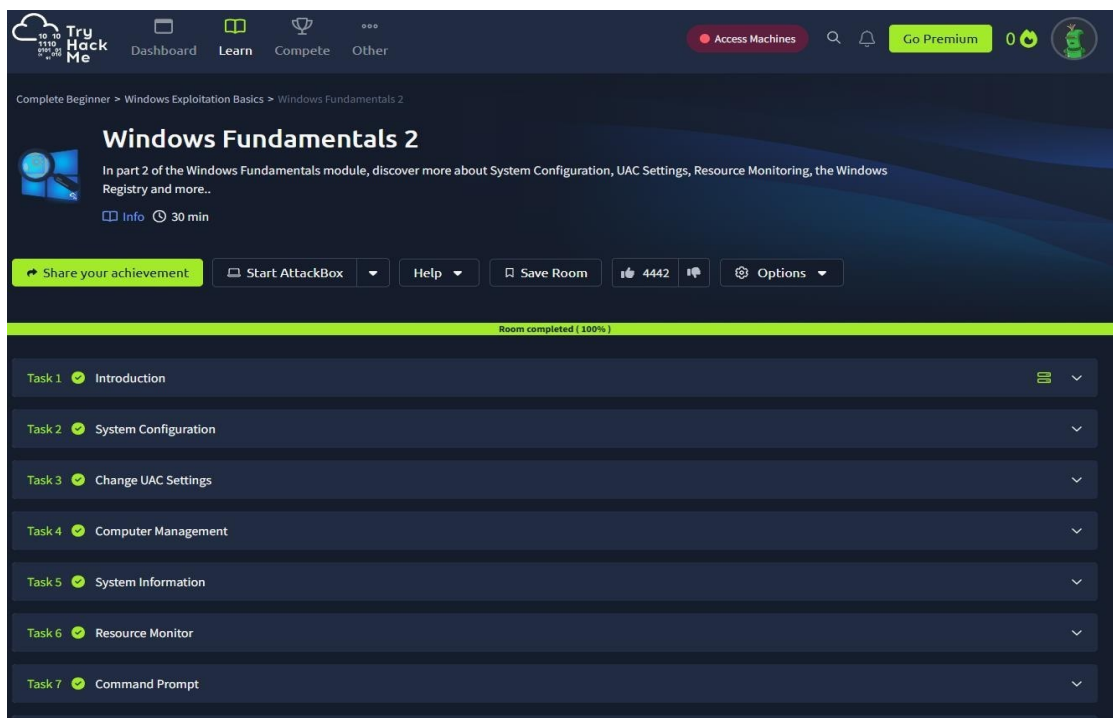 Try
Hack
Me
Dashboard
Learn
Compete
Other
Access Machines
Go Premium
0
Complete Beginner > Windows Exploitation Basics > Windows Fundamentals 2
Windows Fundamentals 2
In part 2 of the Windows Fundamentals module, discover more about System Configuration, UAC Settings, Resource Monitoring, the Windows
Registry and more..
Info 30 min
Share your achievement
Start AttackBox
Help
Save Room
4442
Options
Room completed ( 100% )
Task 1 Introduction
Task 2 System Configuration
Task 3 Change UAC Settings
Task 4 Computer Management
Task 5 System Information
Task 6 Resource Monitor
Task 7 Command Prompt